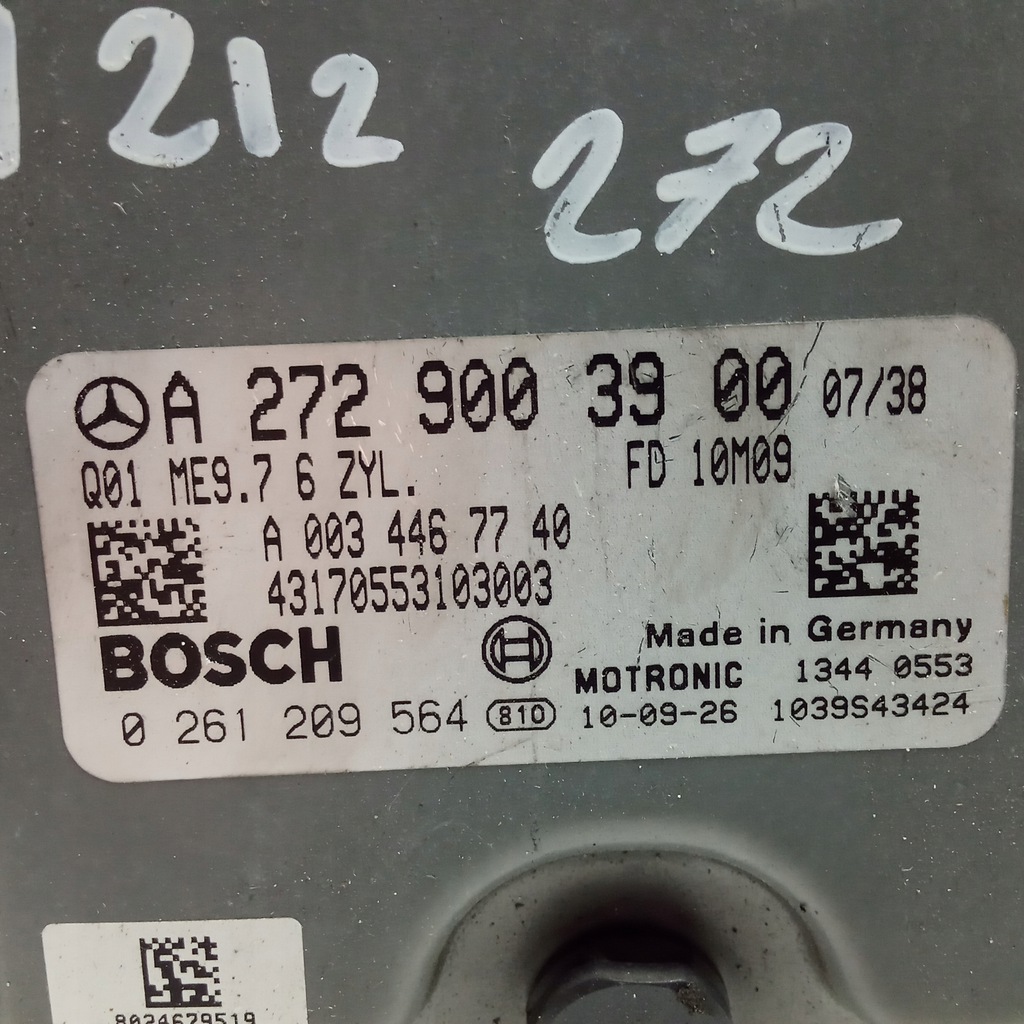 212
272
A 272 900 39 00 07/38
Q01 ME9.7 6 ZYL. FD 10M09
A 003 446 77 40
43170553103003
BOSCH
Made in Germany
MOTRONIC 1344 0553
0 261 209 564 810 10-09-26 1039S43424
8024679519